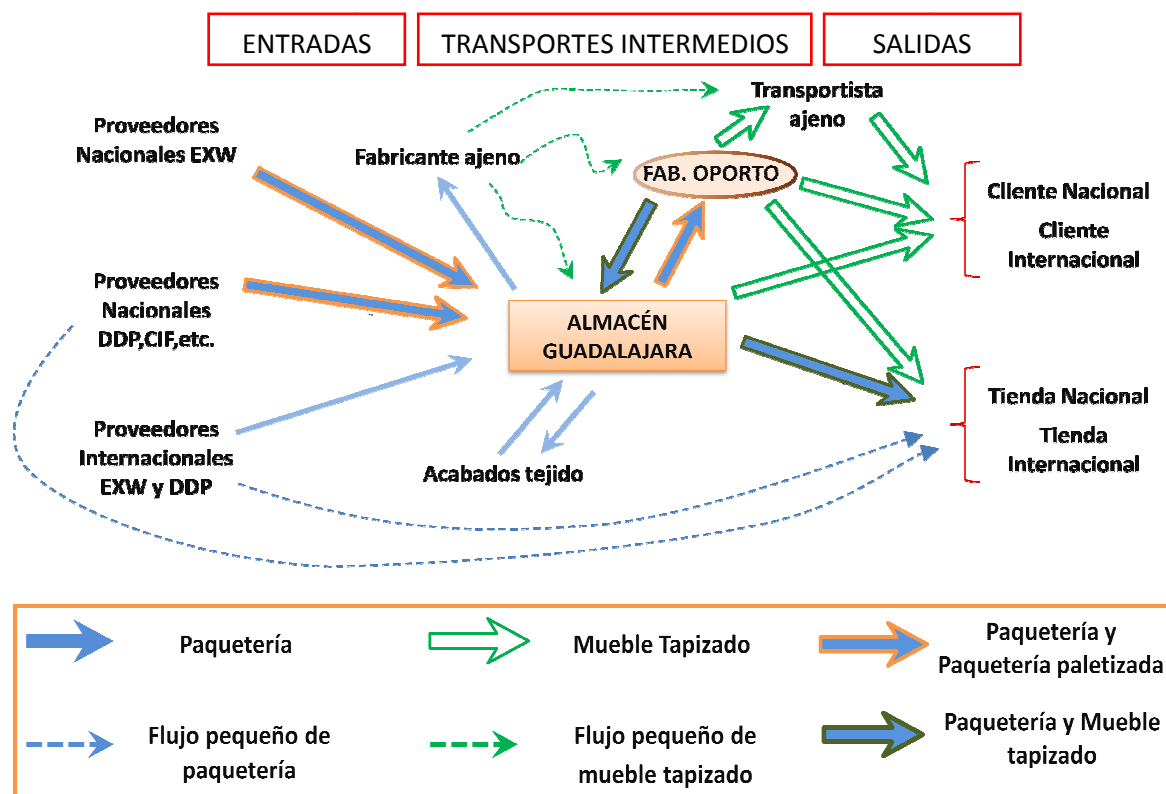 ENTRADAS
TRANSPORTES INTERMEDIOS
SALIDAS
Proveedores
Nacionales EXW
Fabricante ajeno
Transportista
ajeno
FAB. OPORTO
Cliente Nacional
Cliente
Internacional
Proveedores
Nacionales
DDP,CIF,etc.
ALMACÉN
GUADALAJARA
Proveedores
Internacionales
EXW y DDP
Acabados tejido
Tienda Nacional
Tienda
Internacional
Paquetería
Mueble Tapizado
Paquetería y
Paquetería paletizada
Flujo pequeño de
paquetería
Flujo pequeño de
mueble tapizado
Paquetería y Mueble
tapizado